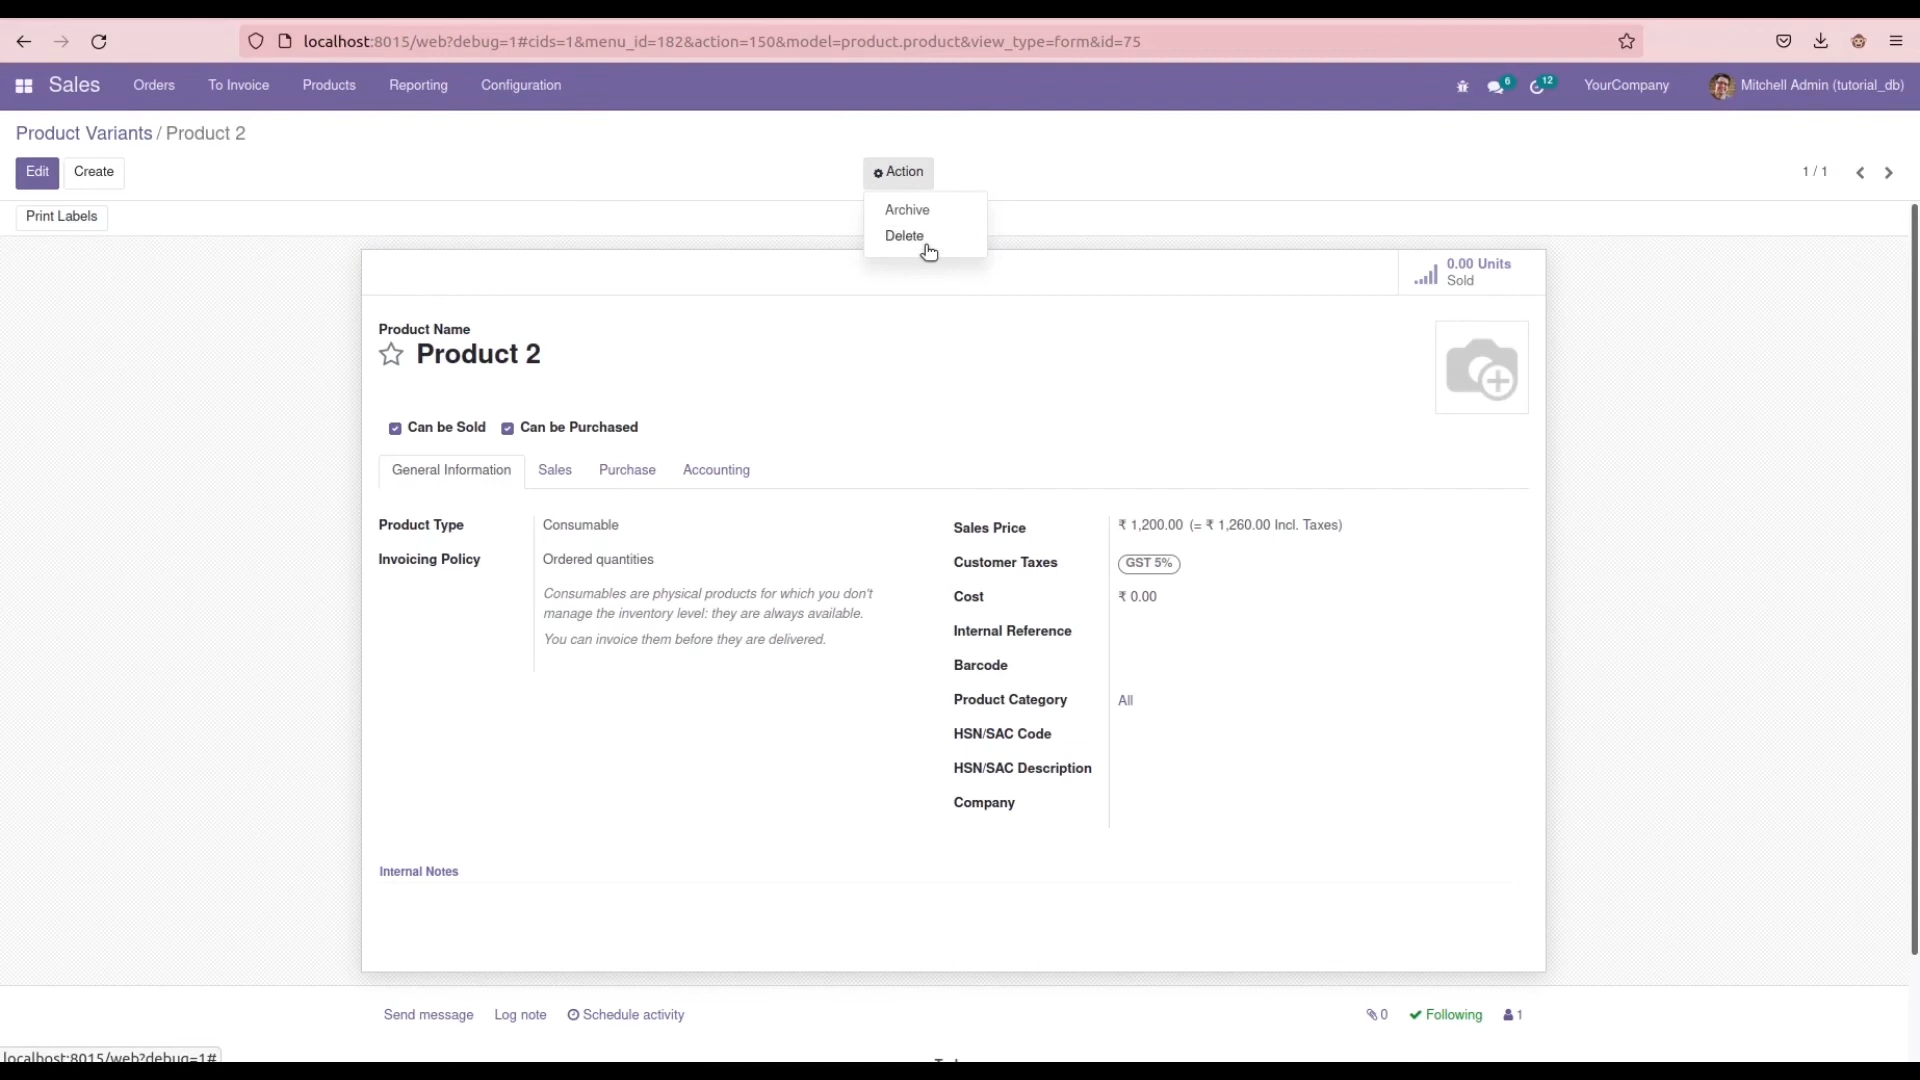 localhost:8015/web?debug=1#cids=1&menu_id=182&action=150&model=product.product&view_type=form&id=75
Sales Orders To Invoice Products Reporting Configuration 6 12 YourCompany Mitchell Admin (tutorial_db)
Product Variants / Product 2
Edit Create Action 1 / 1
Archive
Print Labels
Delete
0.00 Units
Sold
Product Name
Product 2
Can be Sold Can be Purchased
General Information Sales Purchase Accounting
Product Type Consumable
Sales Price ₹ 1,200.00 (= ₹ 1,260.00 Incl. Taxes)
Invoicing Policy Ordered quantities
Customer Taxes GST 5%
Consumables are physical products for which you don't
manage the inventory level: they are always available.
You can invoice them before they are delivered.
Cost ₹ 0.00
Internal Reference
Barcode
Product Category All
HSN/SAC Code
HSN/SAC Description
Company
Internal Notes
Send message Log note Schedule activity 0 Following 1
localhost:8015/web?debug=1#